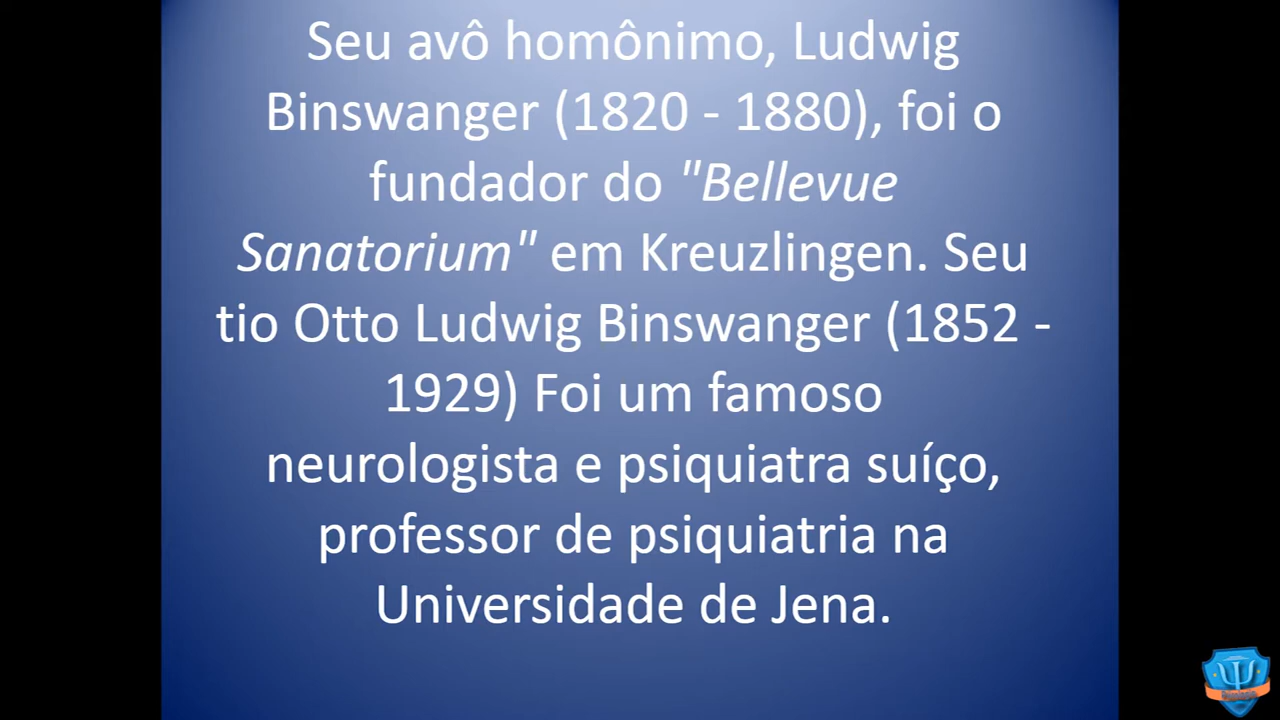 Seu avô homônimo, Ludwig
Binswanger (1820 - 1880), foi o
fundador do "Bellevue
Sanatorium" em Kreuzlingen. Seu
tio Otto Ludwig Binswanger (1852 -
1929) Foi um famoso
neurologista e psiquiatra suíço,
professor de psiquiatria na
Universidade de Jena.
Ψ